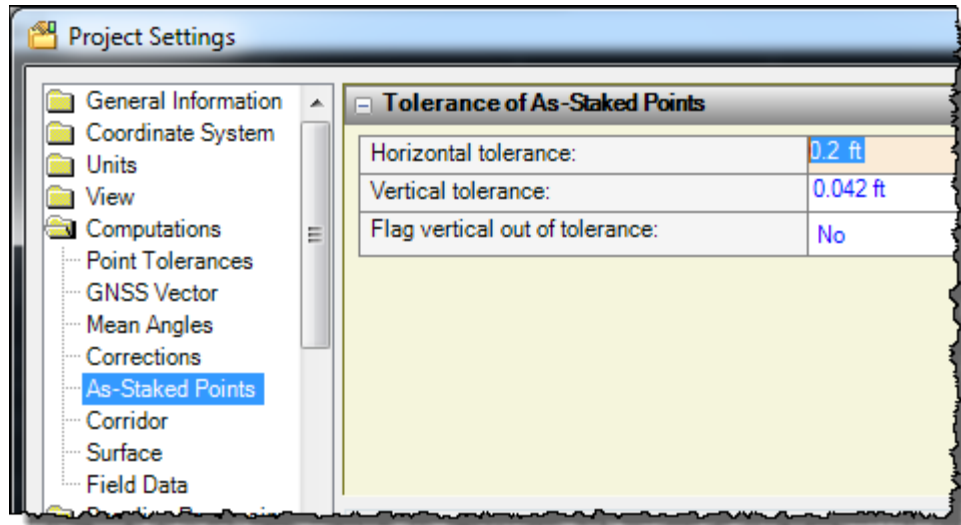 Project Settings
General Information
Coordinate System
Units
View
Computations
Point Tolerances
GNSS Vector
Mean Angles
Corrections
As-Staked Points
Corridor
Surface
Field Data
Tolerance of As-Staked Points
Horizontal tolerance: 0.2 ft
Vertical tolerance: 0.042 ft
Flag vertical out of tolerance: No